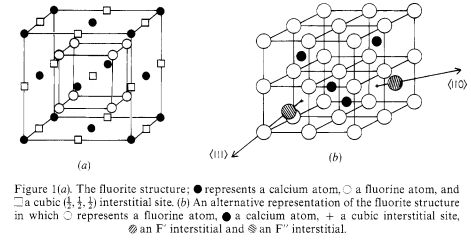 ⟨110⟩
⟨111⟩
(a)
(b)
Figure 1(a). The fluorite structure; ● represents a calcium atom, ○ a fluorine atom, and
□ a cubic (½, ½, ½) interstitial site. (b) An alternative representation of the fluorite structure
in which ○ represents a fluorine atom, ● a calcium atom, + a cubic interstitial site,
◍ an F′ interstitial and ◍ an F″ interstitial.